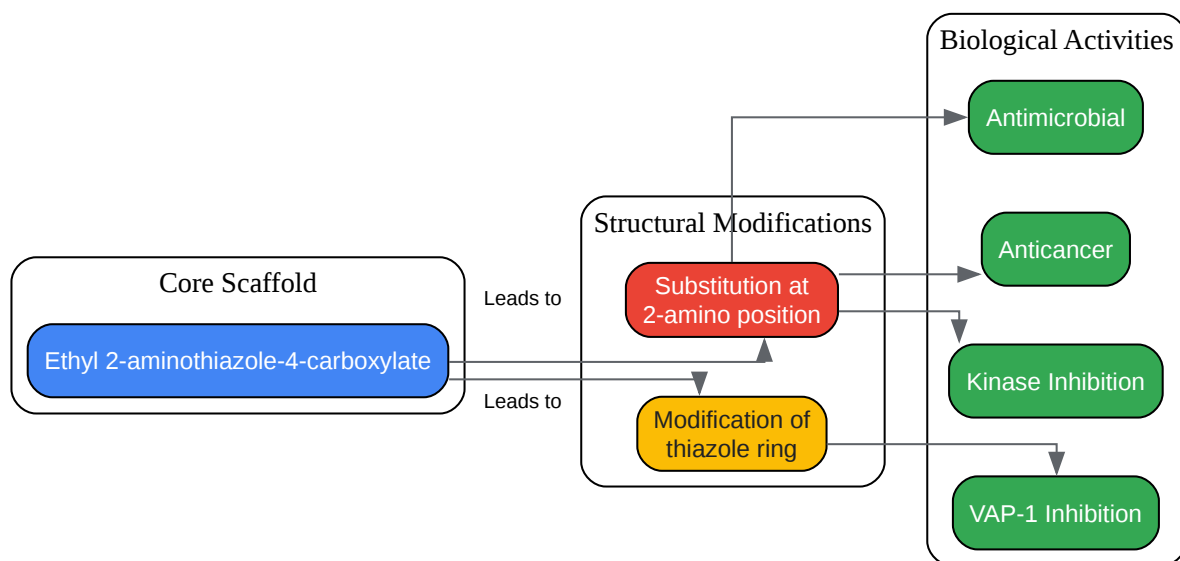 Core Scaffold
Ethyl 2-aminothiazole-4-carboxylate
Leads to
Leads to
Structural Modifications
Substitution at
2-amino position
Modification of
thiazole ring
Biological Activities
Antimicrobial
Anticancer
Kinase Inhibition
VAP-1 Inhibition